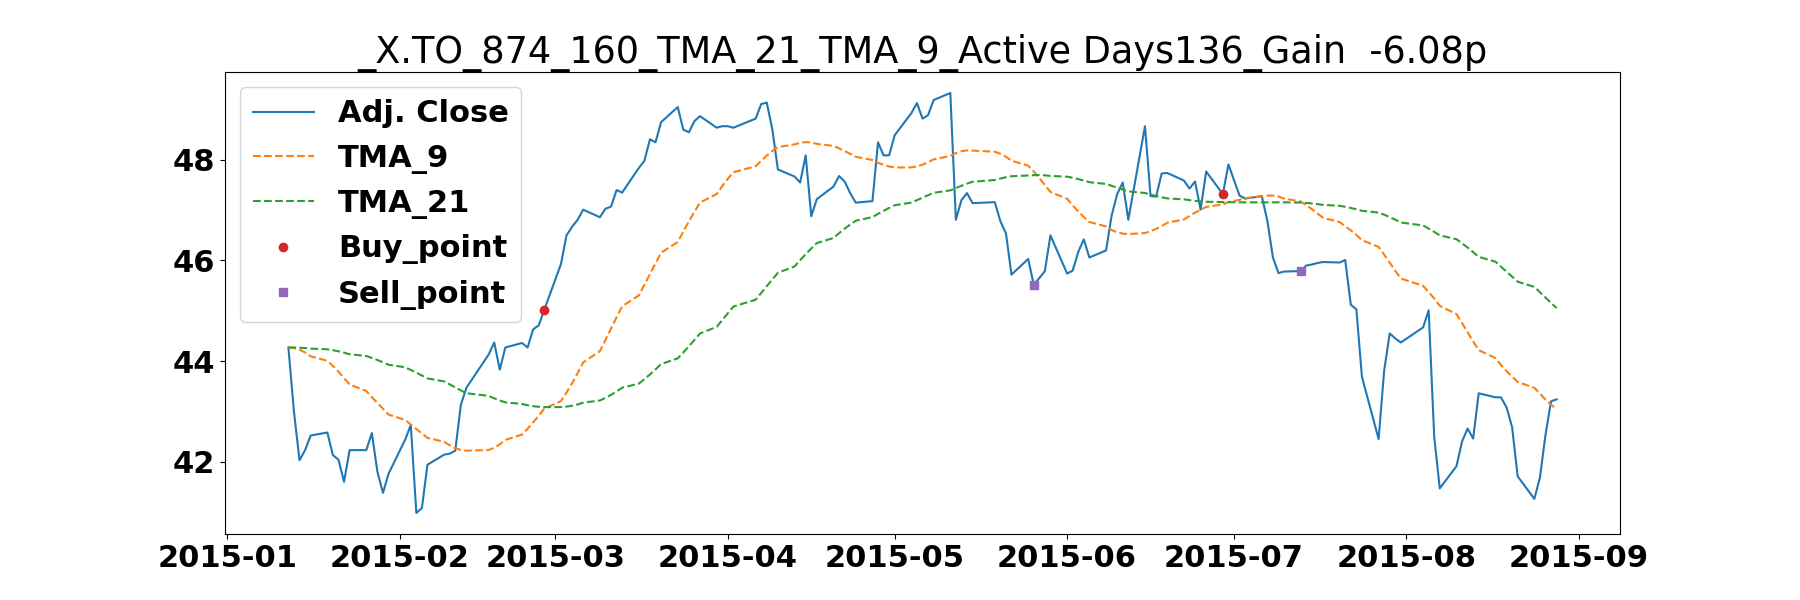 _X.TO_874_160_TMA_21_TMA_9_Active Days136_Gain  -6.08p
Adj. Close
TMA_9
TMA_21
Buy_point
Sell_point
48
46
44
42
2015-01 2015-02 2015-03 2015-04 2015-05 2015-06 2015-07 2015-08 2015-09